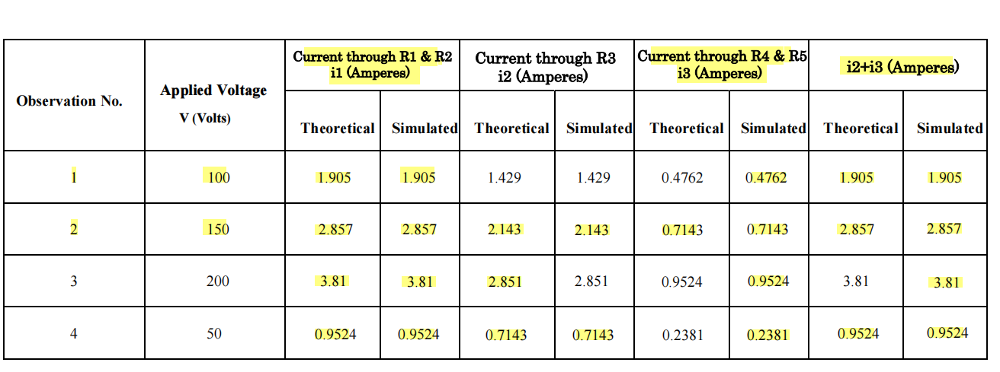 Observation No. Applied Voltage V (Volts) Current through R1 & R2 i1 (Amperes) Current through R3 i2 (Amperes) Current through R4 & R5 i3 (Amperes) i2+i3 (Amperes)
Theoretical Simulated Theoretical Simulated Theoretical Simulated Theoretical Simulated
1 100 1.905 1.905 1.429 1.429 0.4762 0.4762 1.905 1.905
2 150 2.857 2.857 2.143 2.143 0.7143 0.7143 2.857 2.857
3 200 3.81 3.81 2.851 2.851 0.9524 0.9524 3.81 3.81
4 50 0.9524 0.9524 0.7143 0.7143 0.2381 0.2381 0.9524 0.9524